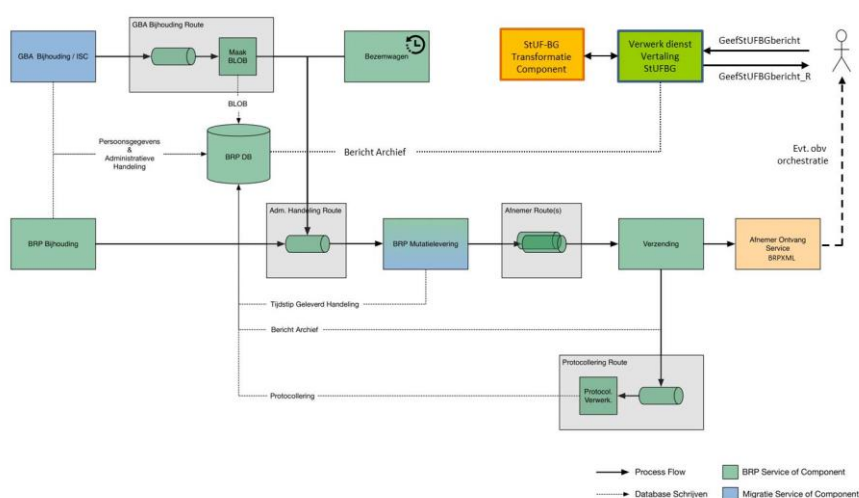 GBA Bijhouding Route
GBA Bijhouding / ISC
Maak
BLOB
Bezemwagen
StUF-BG
Transformatie
Component
Verwerk dienst
Vertaling
StUFBG
GeefStUFBGbericht
GeefStUFBGbericht_R
BLOB
Persoonsgegevens
&
Administratieve
Handeling
BRP DB
Bericht Archief
Evt. obv
orchestratie
Adm. Handeling Route
Afnemer Route(s)
BRP Bijhouding
BRP Mutatielevering
Verzending
Afnemer Ontvang
Service
BRPXML
Tijdstip Geleverd Handeling
Bericht Archief
Protocollering Route
Protocollering
Protocol.
Verwerk.
Process Flow
BRP Service of Component
Database Schrijven
Migratie Service of Component